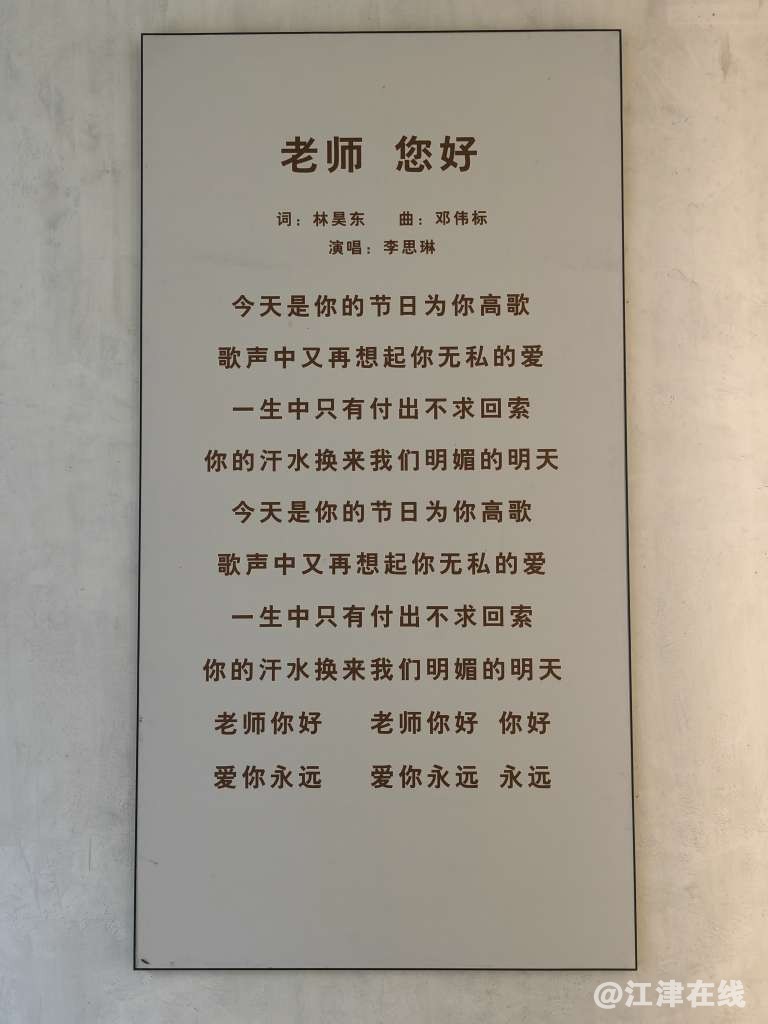 老师 您好
词：林昊东 曲：邓伟标
演唱：李思琳
今天是你的节日为你高歌
歌声中又再想起你无私的爱
一生中只有付出不求回索
你的汗水换来我们明媚的明天
今天是你的节日为你高歌
歌声中又再想起你无私的爱
一生中只有付出不求回索
你的汗水换来我们明媚的明天
老师你好 老师你好 你好
爱你永远 爱你永远 永远
@江津在线